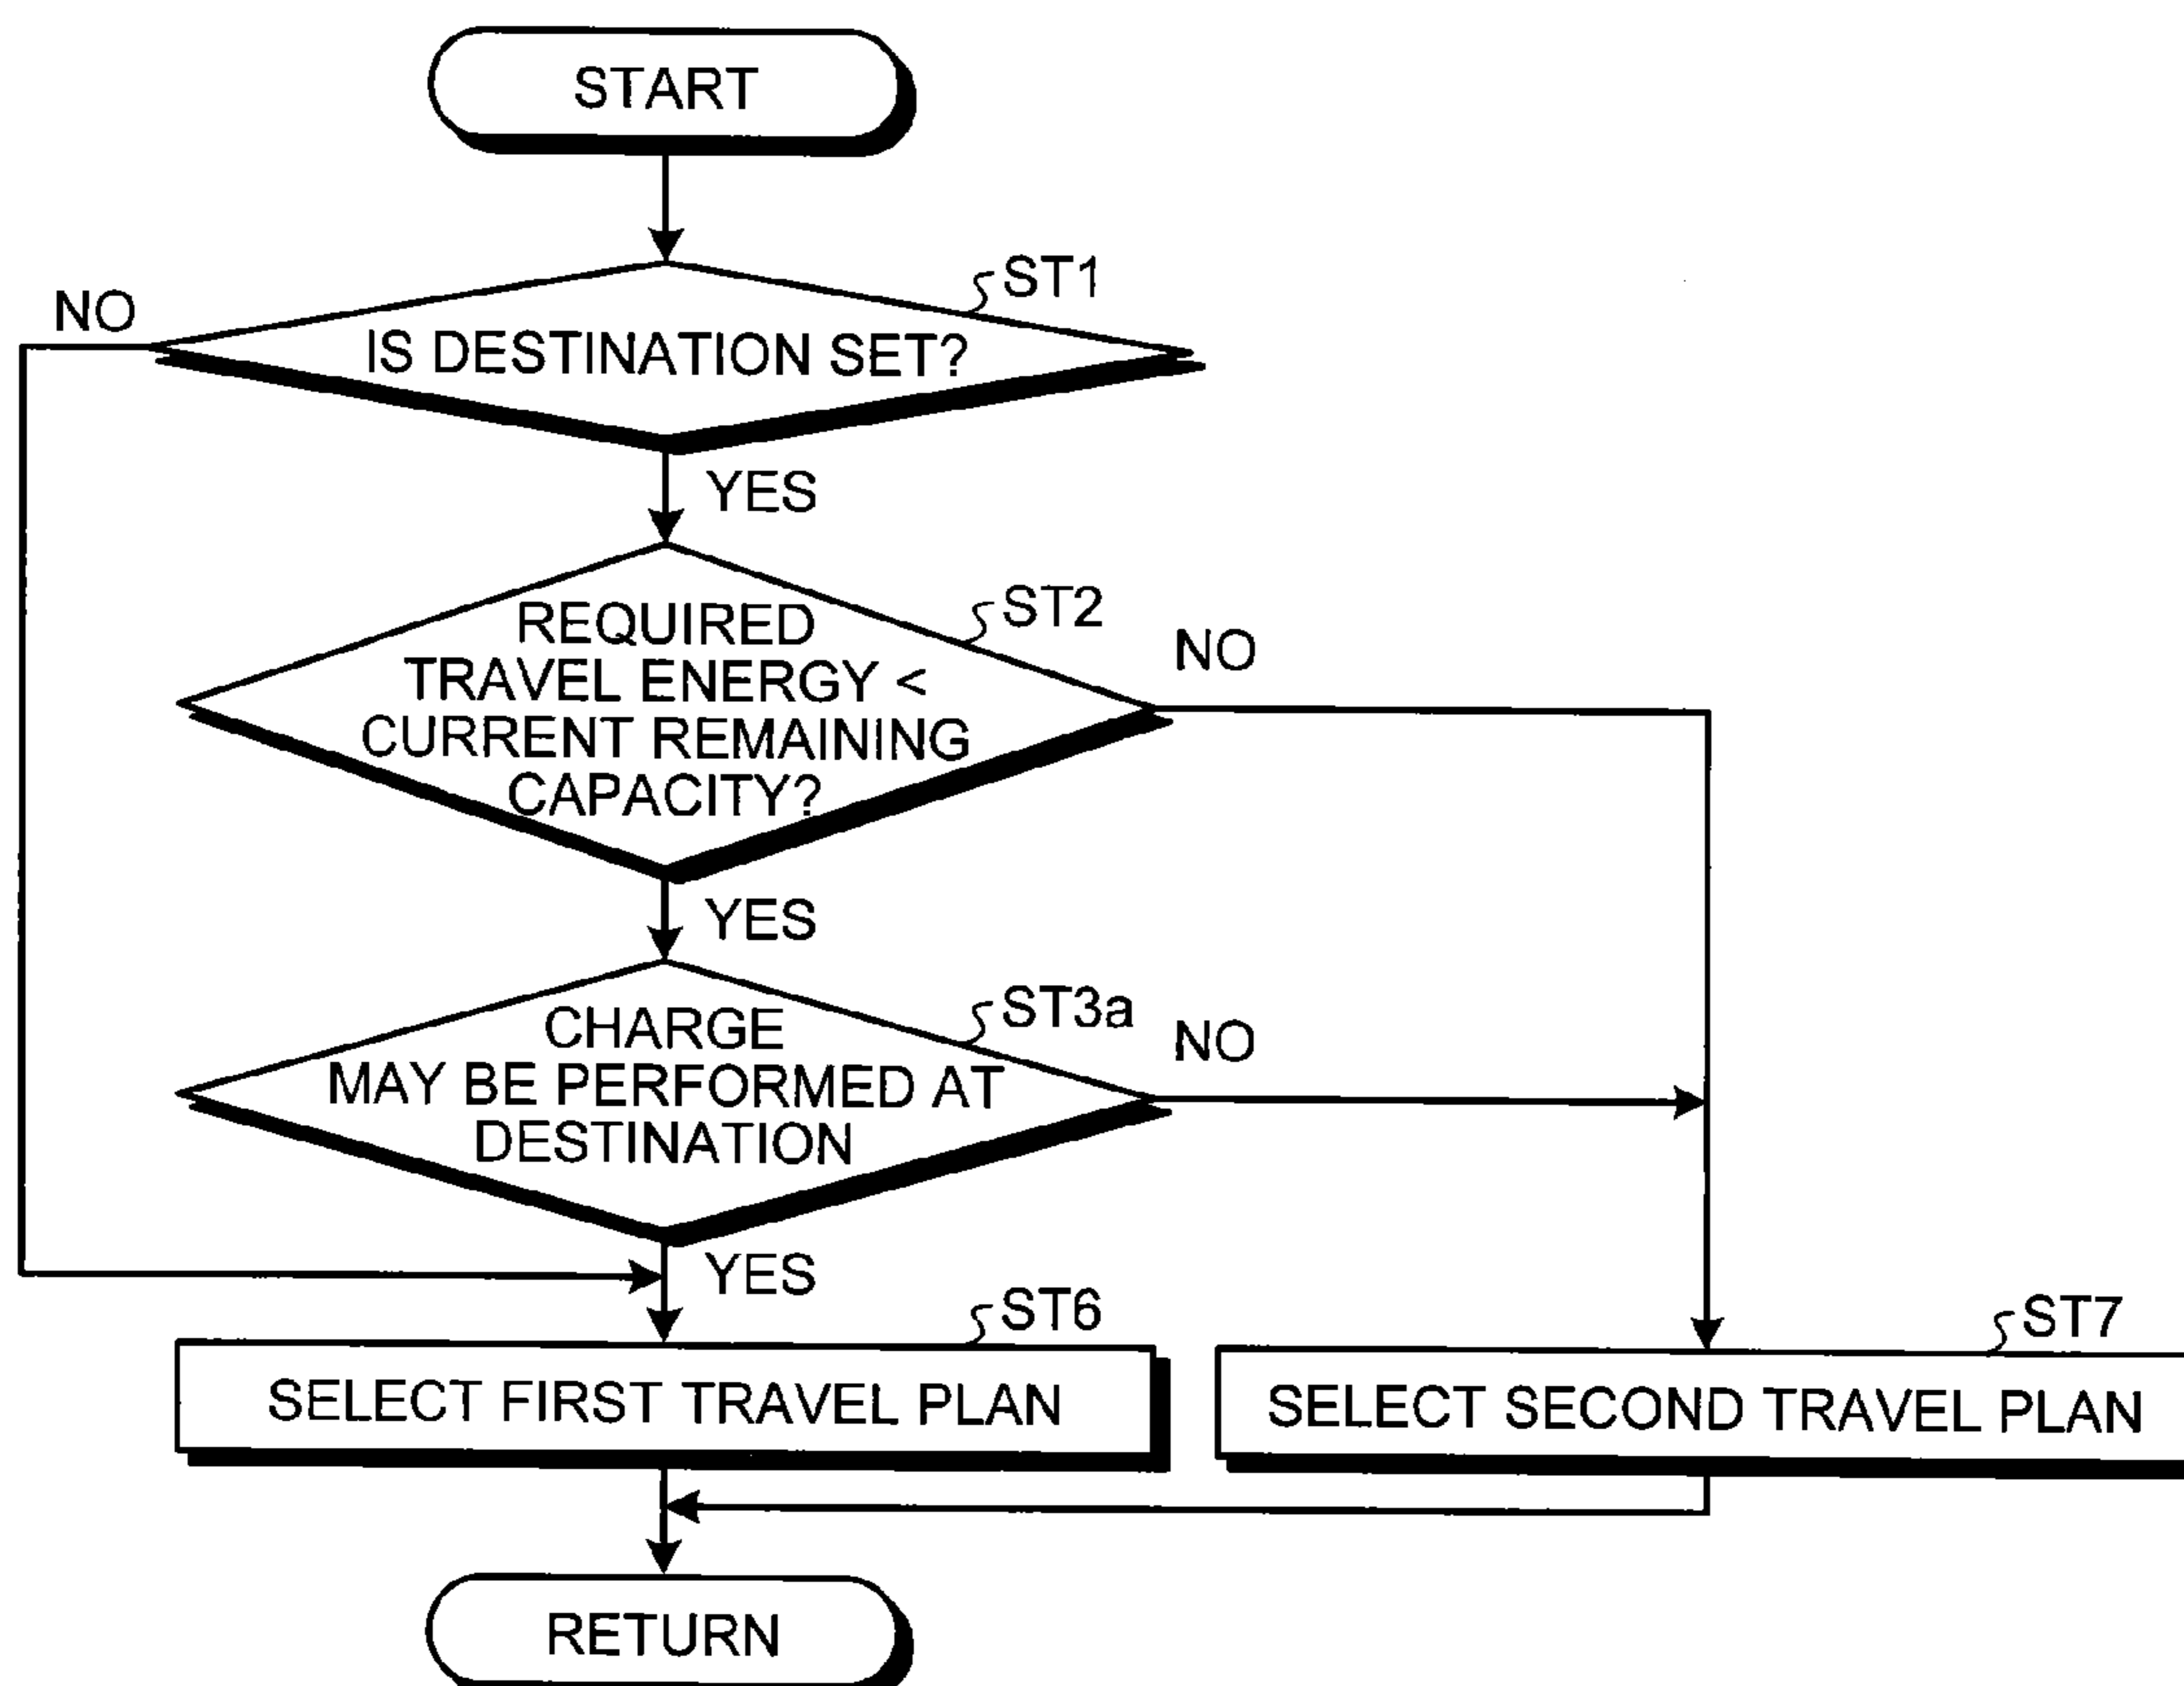 START
ST1
NO
IS DESTINATION SET?
YES
ST2
REQUIRED
TRAVEL ENERGY <
CURRENT REMAINING
CAPACITY?
NO
YES
ST3a
CHARGE
MAY BE PERFORMED AT
DESTINATION
NO
YES
ST6
SELECT FIRST TRAVEL PLAN
ST7
SELECT SECOND TRAVEL PLAN
RETURN